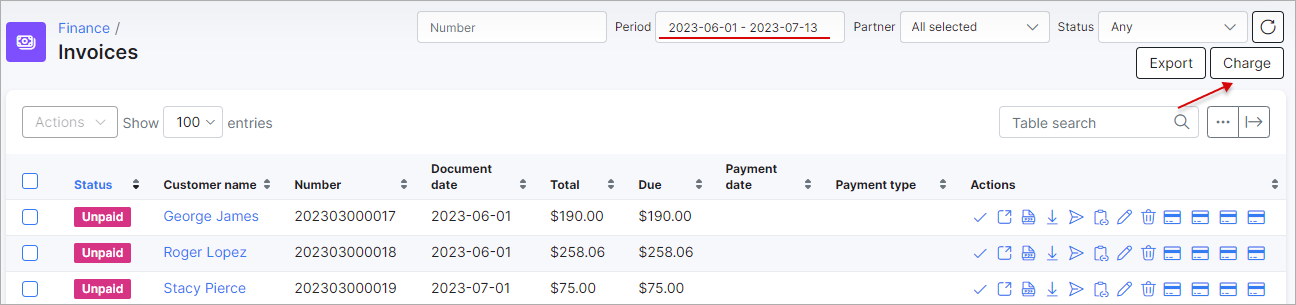 Finance /
Invoices
Number
Period 2023-06-01 - 2023-07-13
Partner All selected
Status Any
Export Charge
Actions Show 100 entries
Table search
Status Customer name Number Document date Total Due Payment date Payment type Actions
Unpaid George James 202303000017 2023-06-01 $190.00 $190.00
Unpaid Roger Lopez 202303000018 2023-06-01 $258.06 $258.06
Unpaid Stacy Pierce 202303000019 2023-07-01 $75.00 $75.00